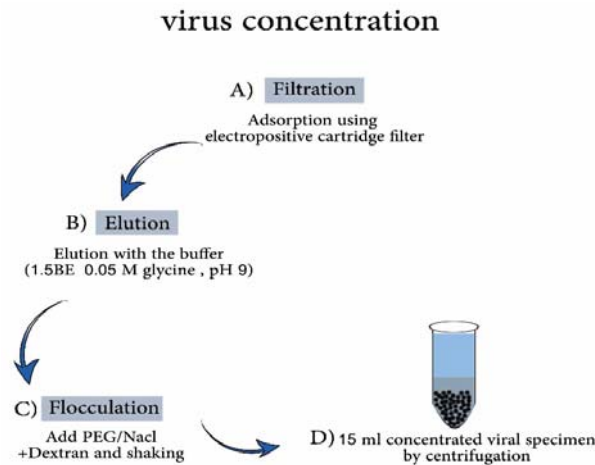 virus concentration
A) Filtration
Adsorption using
electropositive cartridge filter
B) Elution
Elution with the buffer
(1.5BE 0.05 M glycine , pH 9)
C) Flocculation
Add PEG/Nacl
+Dextran and shaking
D) 15 ml concentrated viral specimen
by centrifugation